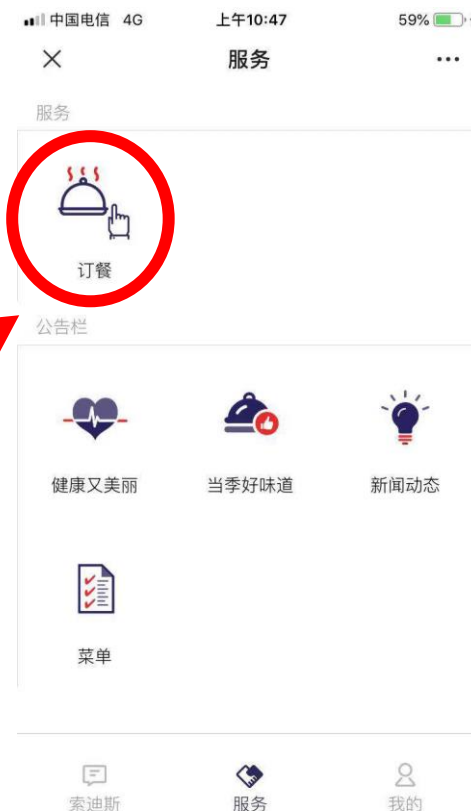 中国电信 4G 上午10:47 59%
服务
服务
订餐
公告栏
健康又美丽 当季好味道 新闻动态
菜单
索迪斯 服务 我的